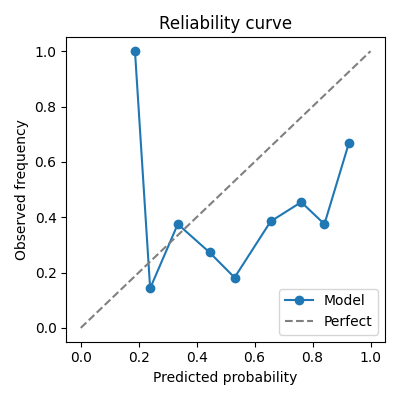 Reliability curve
1.0
0.8
0.6
0.4
0.2
0.0
Observed frequency
0.0 0.2 0.4 0.6 0.8 1.0
Predicted probability
Model
Perfect